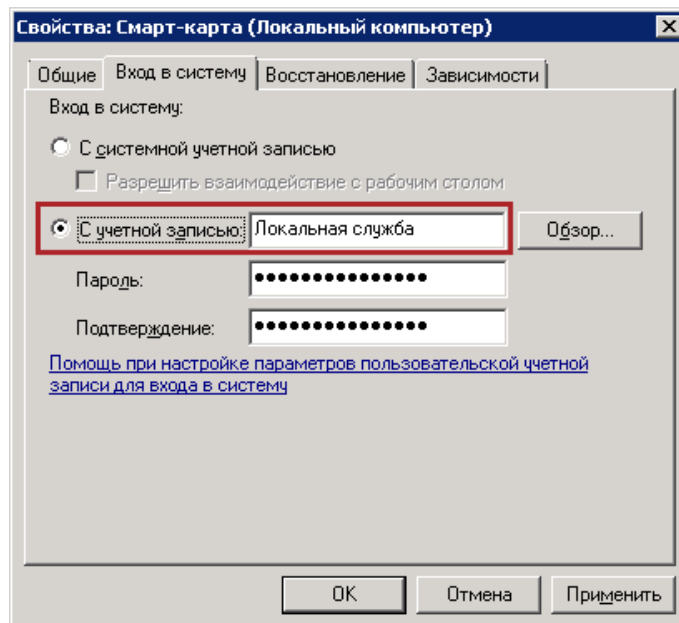 Свойства: Смарт-карта (Локальный компьютер)
Общие Вход в систему Восстановление Зависимости
Вход в систему:
С системной учетной записью
Разрешить взаимодействие с рабочим столом
С учетной записью: Локальная служба Обзор...
Пароль: ●●●●●●●●●●●●●●●
Подтверждение: ●●●●●●●●●●●●●●●
Помощь при настройке параметров пользовательской учетной
записи для входа в систему
OK Отмена Применить